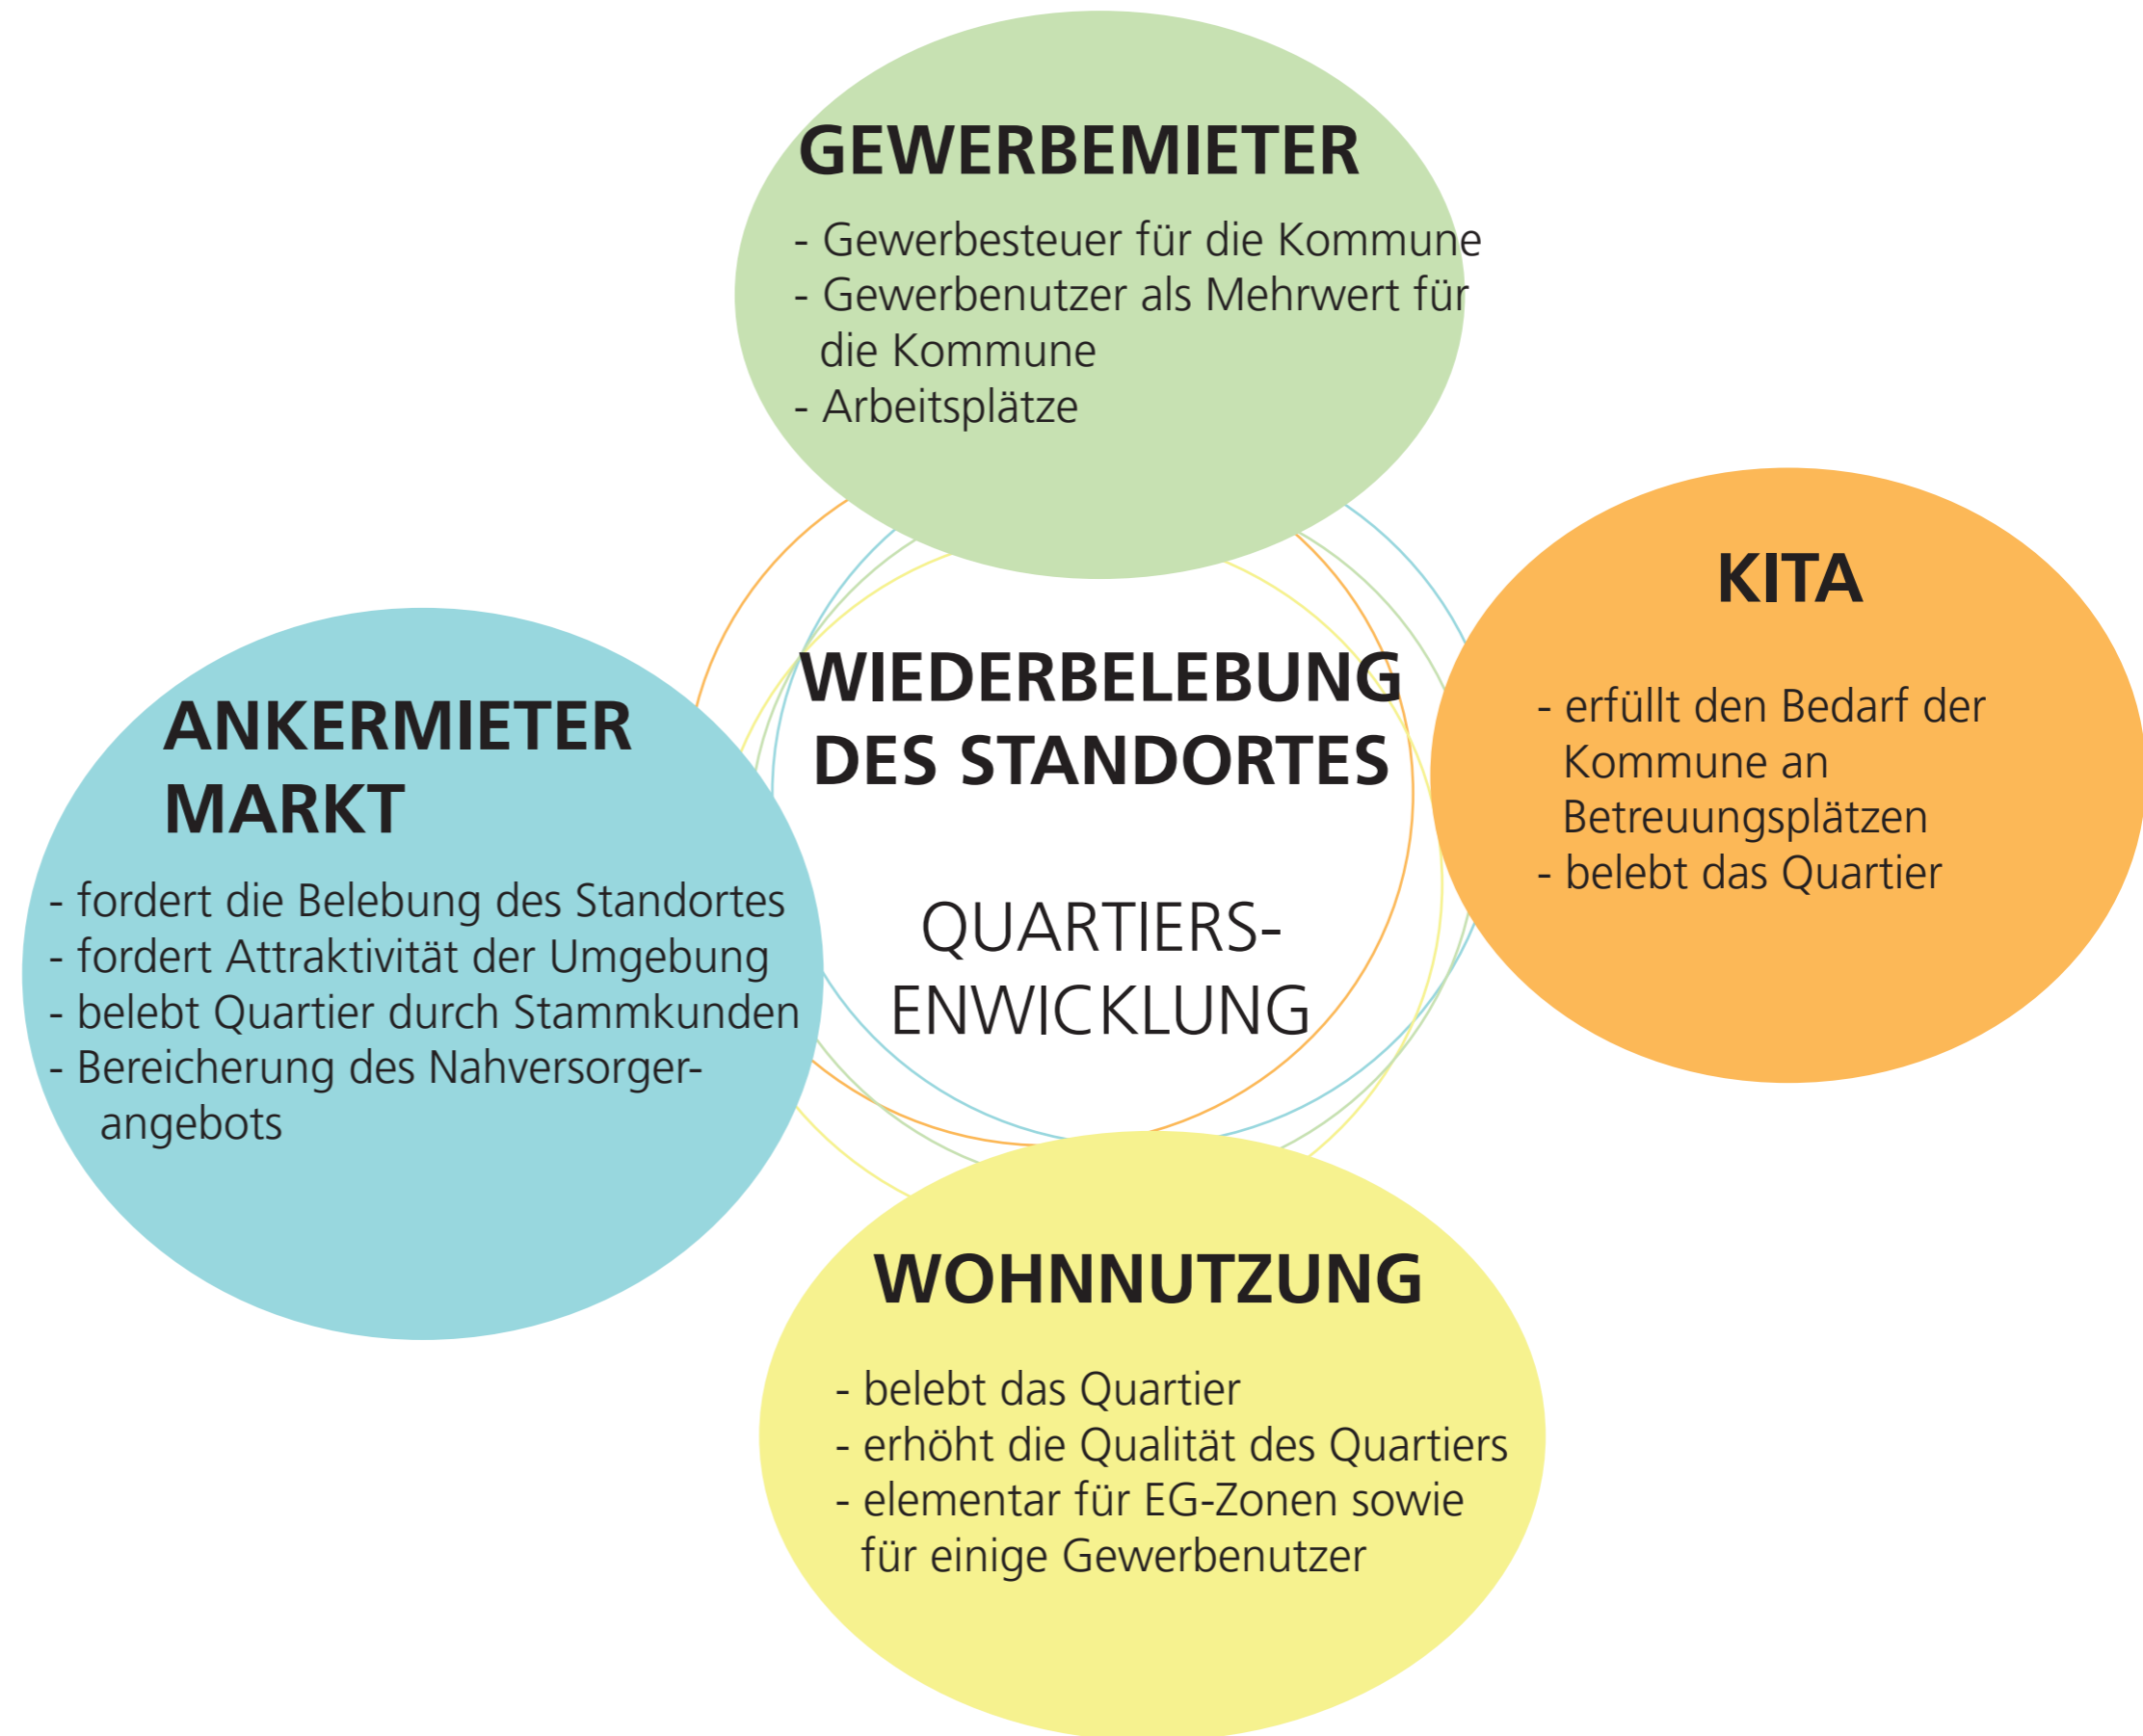 GEWERBEMIETER
- Gewerbesteuer für die Kommune
- Gewerbenutzer als Mehrwert für
die Kommune
- Arbeitsplätze
KITA
- erfüllt den Bedarf der
Kommune an
Betreuungsplätzen
- belebt das Quartier
WIEDERBELEBUNG
DES STANDORTES
QUARTIERS-
ENWICKLUNG
ANKERMIETER
MARKT
- fordert die Belebung des Standortes
- fordert Attraktivität der Umgebung
- belebt Quartier durch Stammkunden
- Bereicherung des Nahversorger-
angebots
WOHNNUTZUNG
- belebt das Quartier
- erhöht die Qualität des Quartiers
- elementar für EG-Zonen sowie
für einige Gewerbenutzer